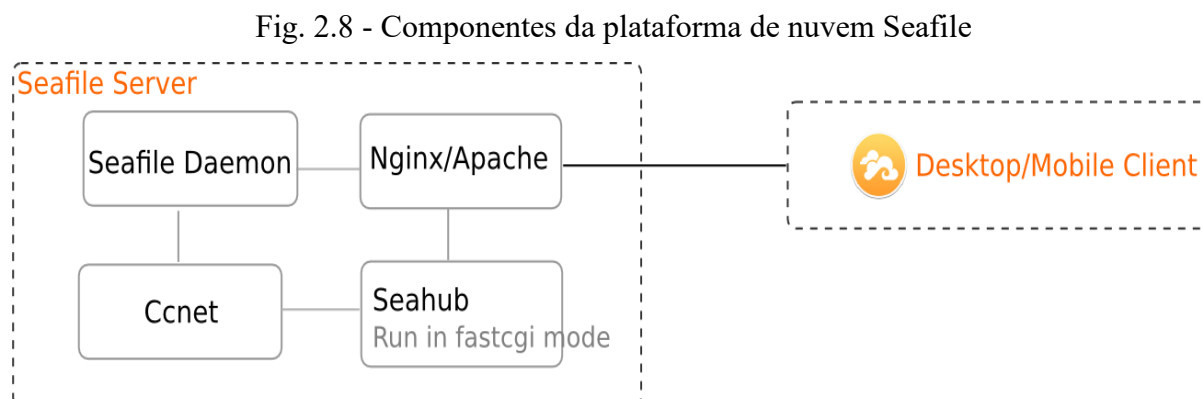 Fig. 2.8 - Componentes da plataforma de nuvem Seafile
Seafile Server
Seafile Daemon
Nginx/Apache
Desktop/Mobile Client
Ccnet
Seahub
Run in fastcgi mode